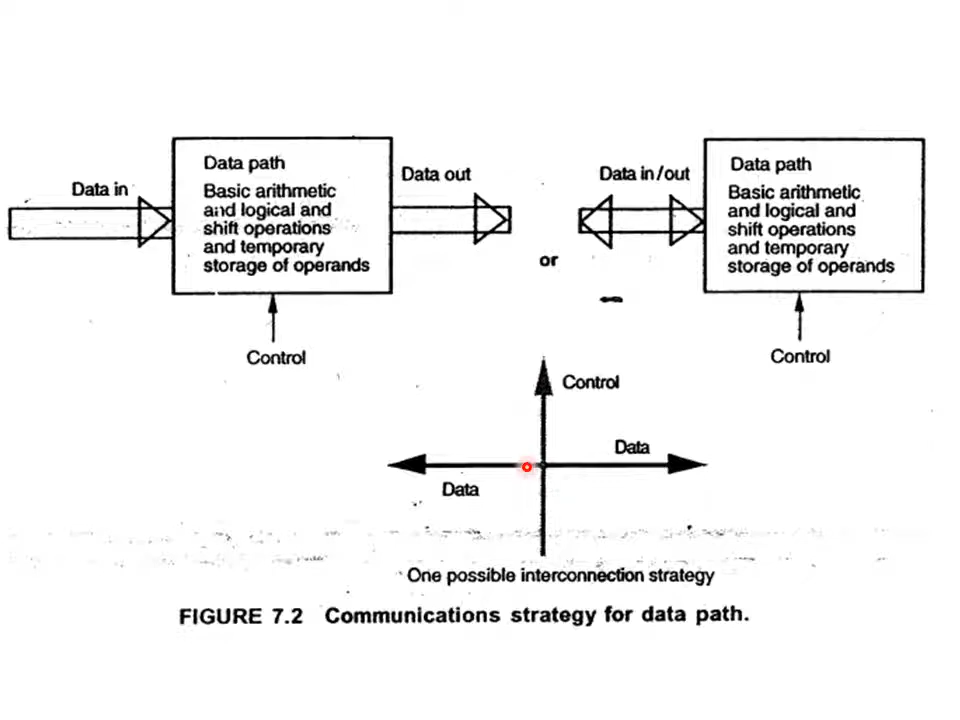 Data in
Data path
Basic arithmetic
and logical and
shift operations
and temporary
storage of operands
Data out
Control
or
Data in/out
Data path
Basic arithmetic
and logical and
shift operations
and temporary
storage of operands
Control
Control
Data
Data
One possible interconnection strategy
FIGURE 7.2 Communications strategy for data path.